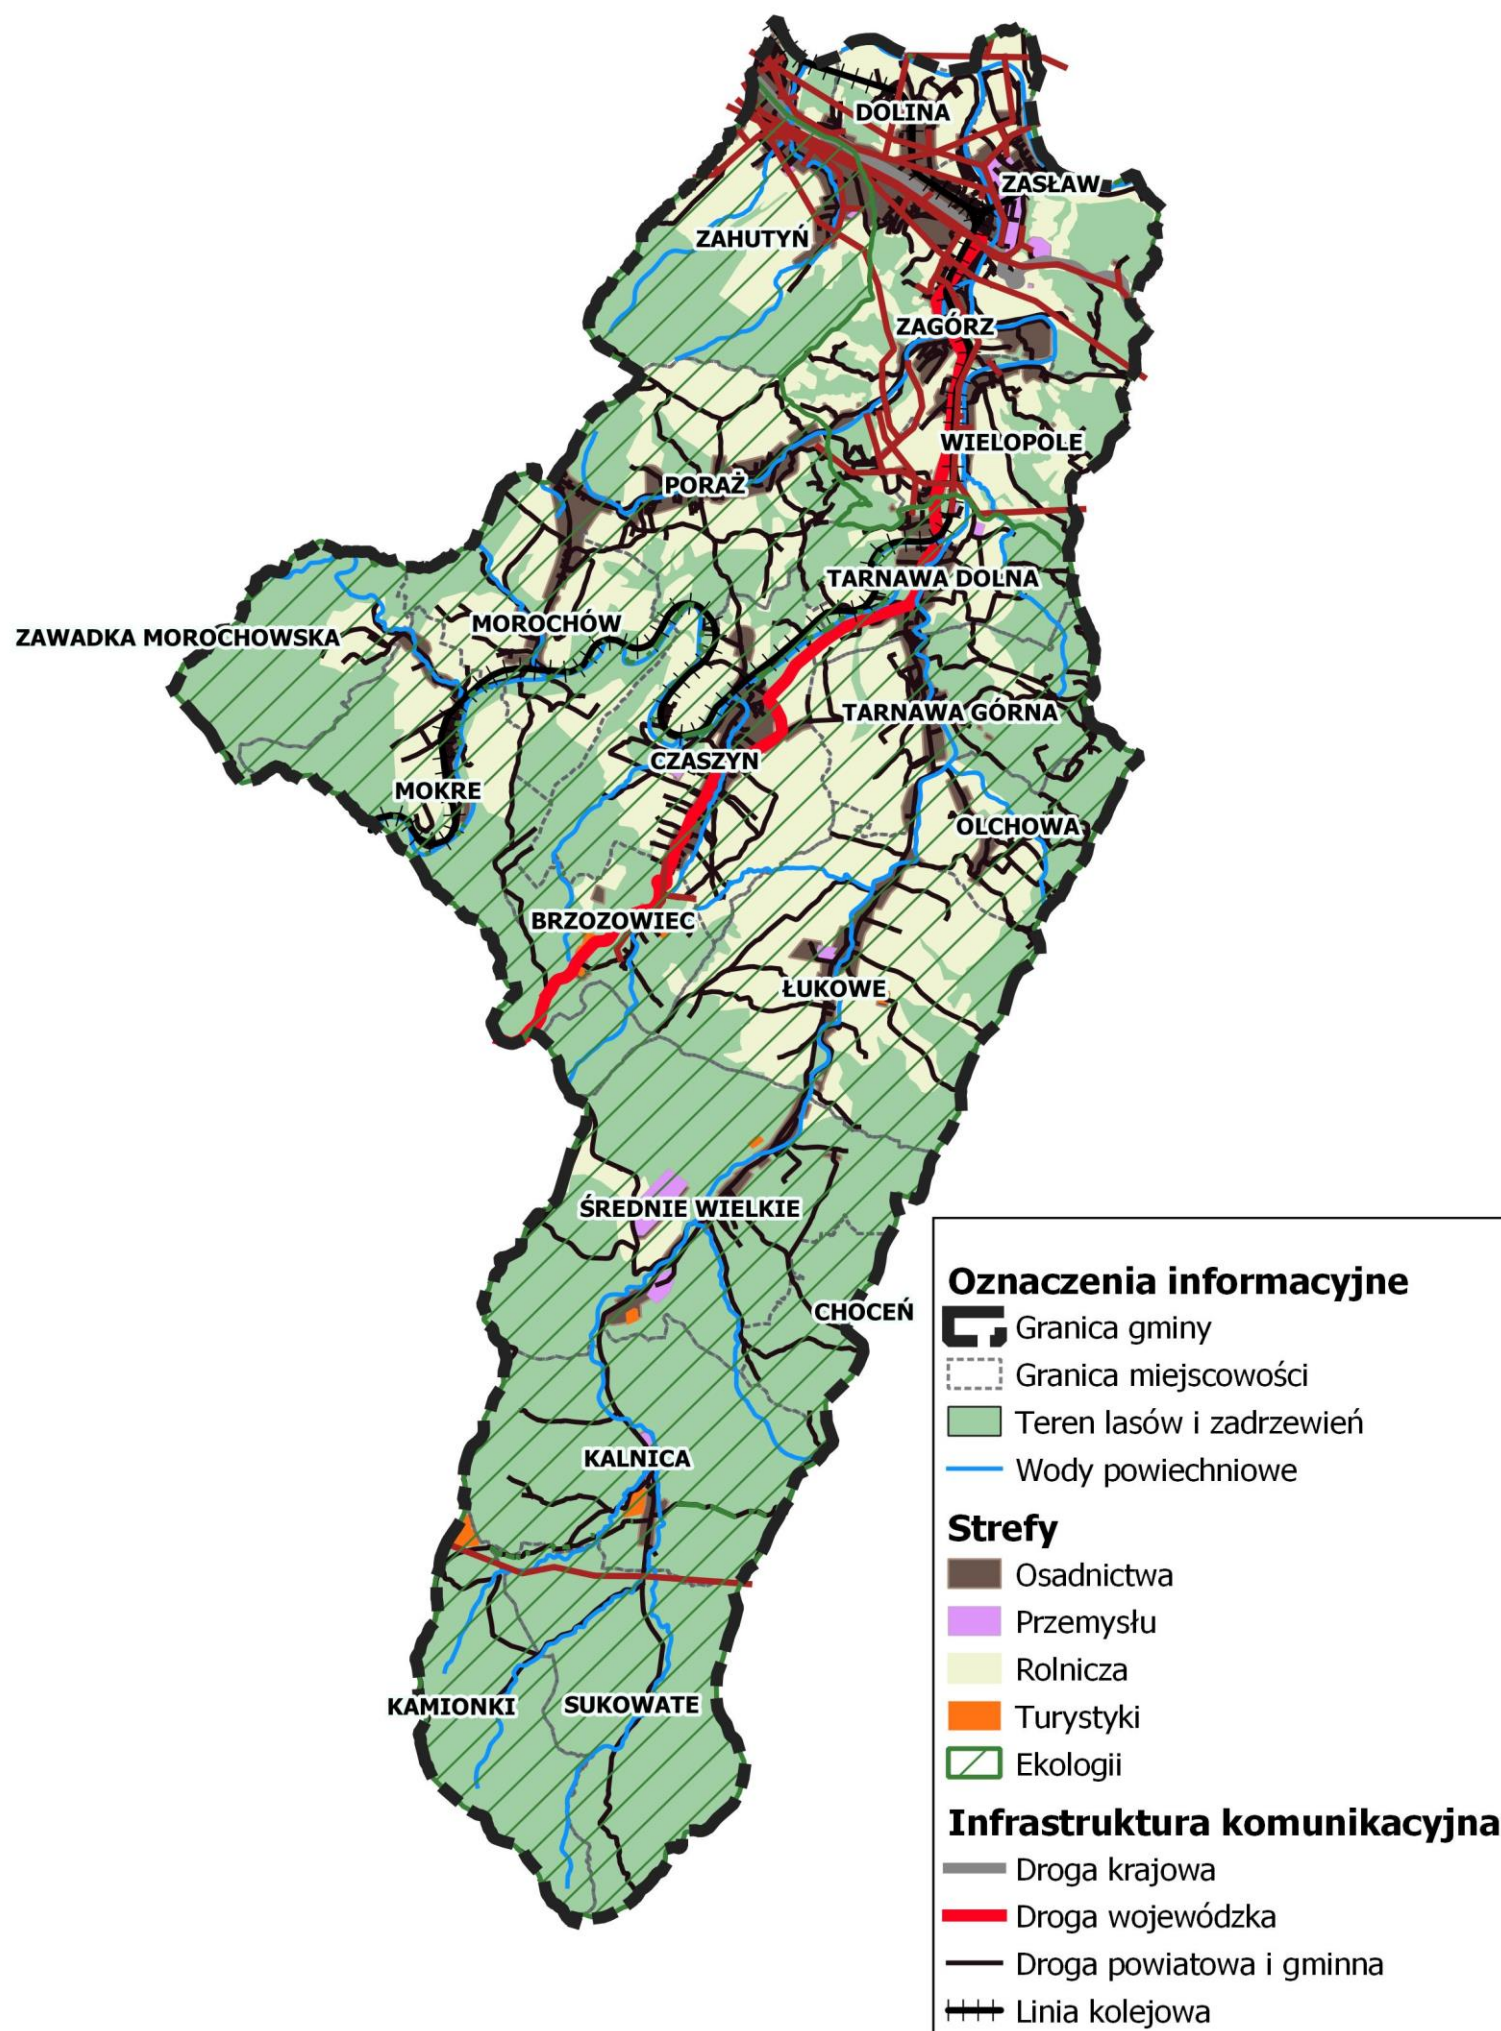 DOLINA
ZASŁAW
ZAHUTYŃ
ZAGÓRZ
WIELOPOLE
PORAŻ
TARNAWA DOLNA
MOROCHÓW
ZAWADKA MOROCHOWSKA
TARNAWA GÓRNA
CZASZYN
MOKRE
OLCHOWA
BRZOZOWIEC
ŁUKOWE
ŚREDNIE WIELKIE
CHOCEŃ
KALNICA
KAMIONKI
SUKOWATE
Oznaczenia informacyjne
Granica gminy
Granica miejscowości
Teren lasów i zadrzewień
Wody powiechniowe
Strefy
Osadnictwa
Przemysłu
Rolnicza
Turystyki
Ekologii
Infrastruktura komunikacyjna
Droga krajowa
Droga wojewódzka
Droga powiatowa i gminna
Linia kolejowa